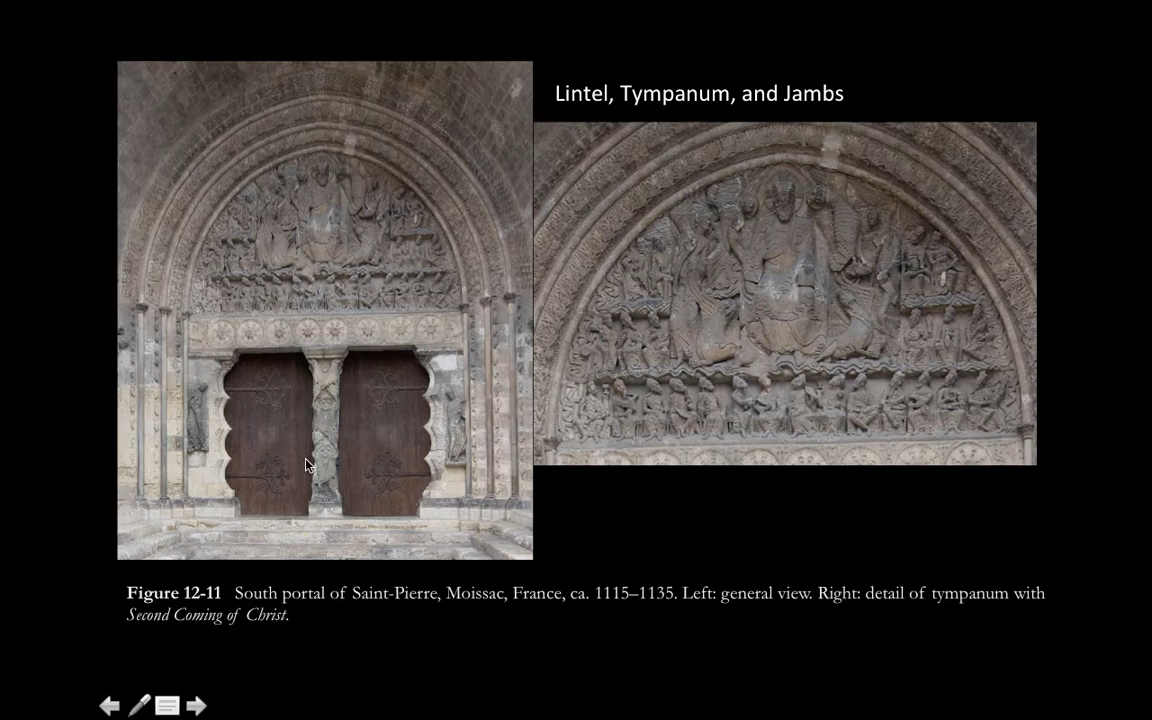 Lintel, Tympanum, and Jambs
Figure 12-11 South portal of Saint-Pierre, Moissac, France, ca. 1115–1135. Left: general view. Right: detail of tympanum with
Second Coming of Christ.